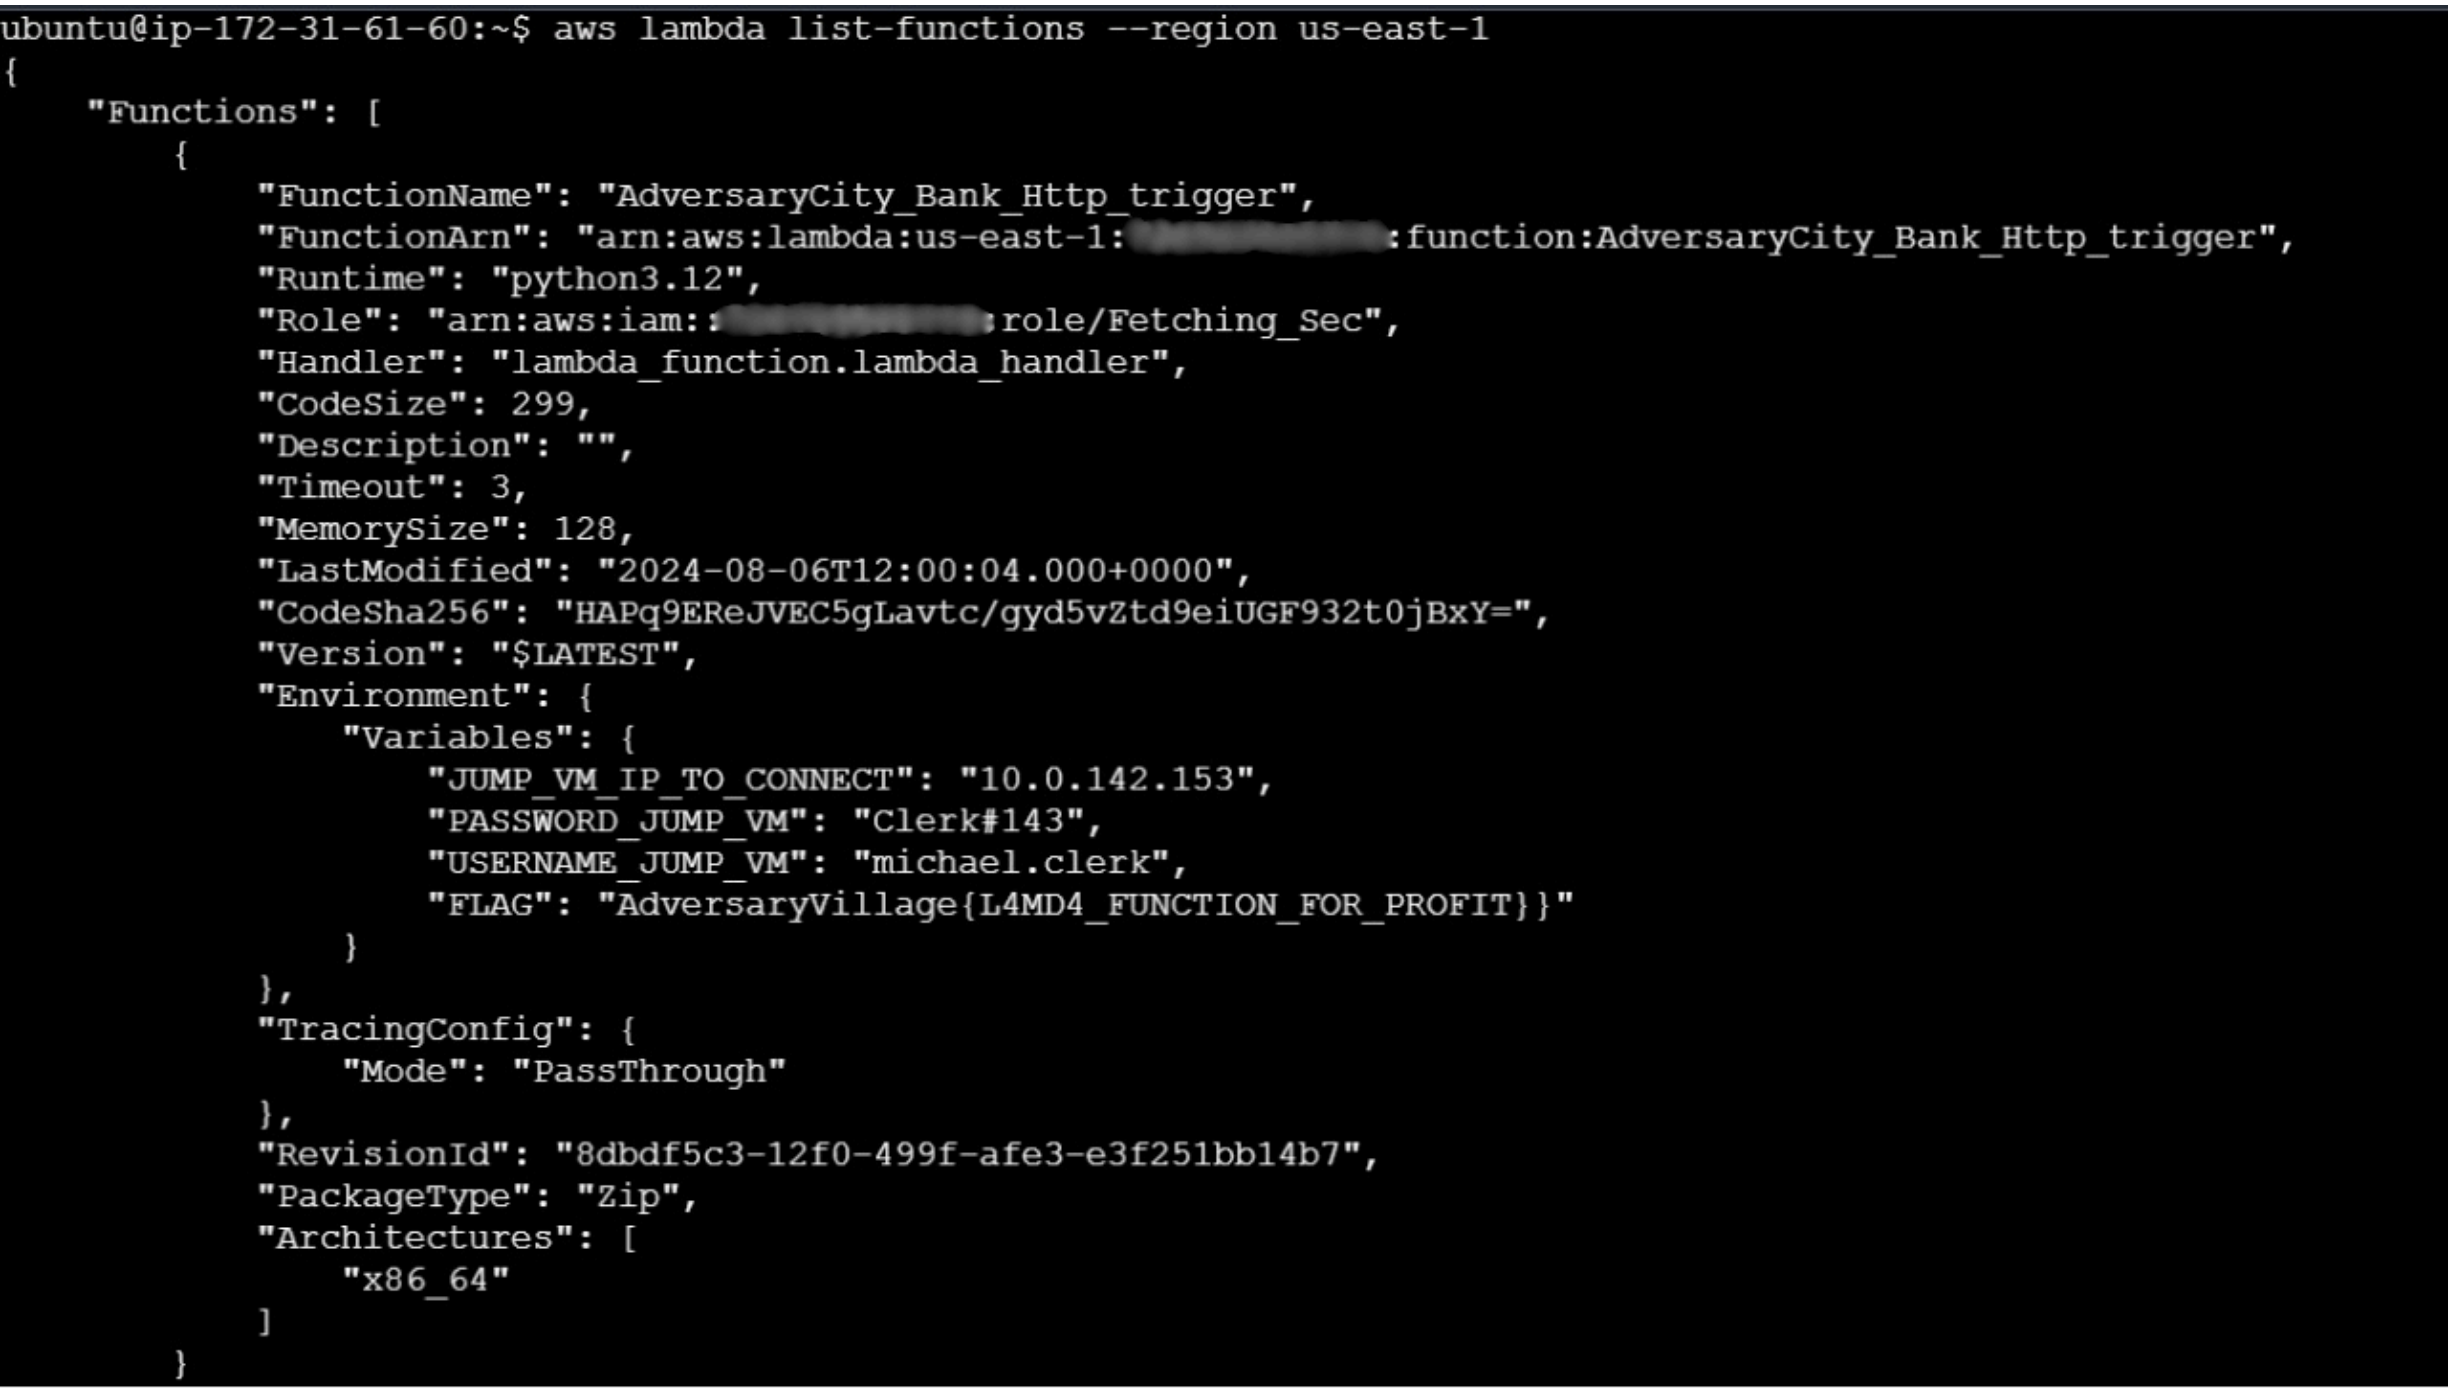 ubuntu@ip-172-31-61-60:~$ aws lambda list-functions --region us-east-1
{
    "Functions": [
        {
            "FunctionName": "AdversaryCity_Bank_Http_trigger",
            "FunctionArn": "arn:aws:lambda:us-east-1: :function:AdversaryCity_Bank_Http_trigger",
            "Runtime": "python3.12",
            "Role": "arn:aws:iam:: :role/Fetching_Sec",
            "Handler": "lambda_function.lambda_handler",
            "CodeSize": 299,
            "Description": "",
            "Timeout": 3,
            "MemorySize": 128,
            "LastModified": "2024-08-06T12:00:04.000+0000",
            "CodeSha256": "HAPq9EReJVEC5gLavtc/gyd5vZtd9eiUGF932t0jBxY=",
            "Version": "$LATEST",
            "Environment": {
                "Variables": {
                    "JUMP_VM_IP_TO_CONNECT": "10.0.142.153",
                    "PASSWORD_JUMP_VM": "Clerk#143",
                    "USERNAME_JUMP_VM": "michael.clerk",
                    "FLAG": "AdversaryVillage{L4MD4_FUNCTION_FOR_PROFIT}}"
                }
            },
            "TracingConfig": {
                "Mode": "PassThrough"
            },
            "RevisionId": "8dbdf5c3-12f0-499f-afe3-e3f251bb14b7",
            "PackageType": "Zip",
            "Architectures": [
                "x86_64"
            ]
        }